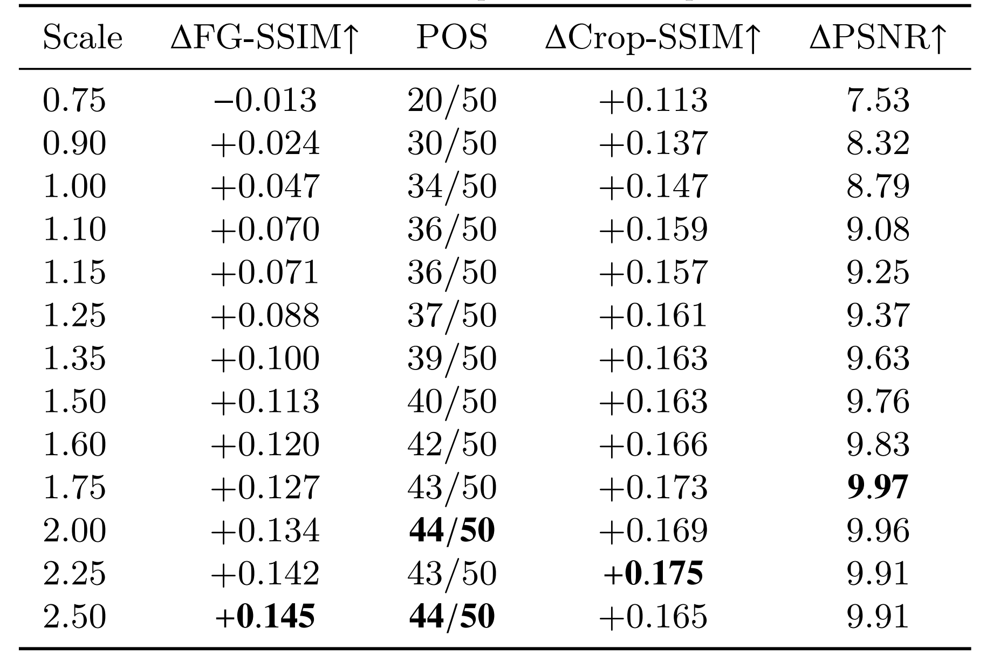 Scale ΔFG-SSIM↑ POS ΔCrop-SSIM↑ ΔPSNR↑
0.75 −0.013 20/50 +0.113 7.53
0.90 +0.024 30/50 +0.137 8.32
1.00 +0.047 34/50 +0.147 8.79
1.10 +0.070 36/50 +0.159 9.08
1.15 +0.071 36/50 +0.157 9.25
1.25 +0.088 37/50 +0.161 9.37
1.35 +0.100 39/50 +0.163 9.63
1.50 +0.113 40/50 +0.163 9.76
1.60 +0.120 42/50 +0.166 9.83
1.75 +0.127 43/50 +0.173 9.97
2.00 +0.134 44/50 +0.169 9.96
2.25 +0.142 43/50 +0.175 9.91
2.50 +0.145 44/50 +0.165 9.91